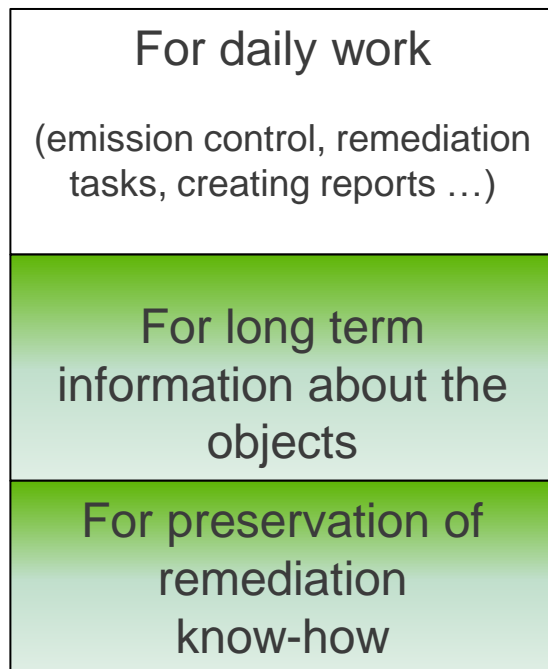 For daily work
(emission control, remediation
tasks, creating reports …)
For long term
information about the
objects
For preservation of
remediation
know-how